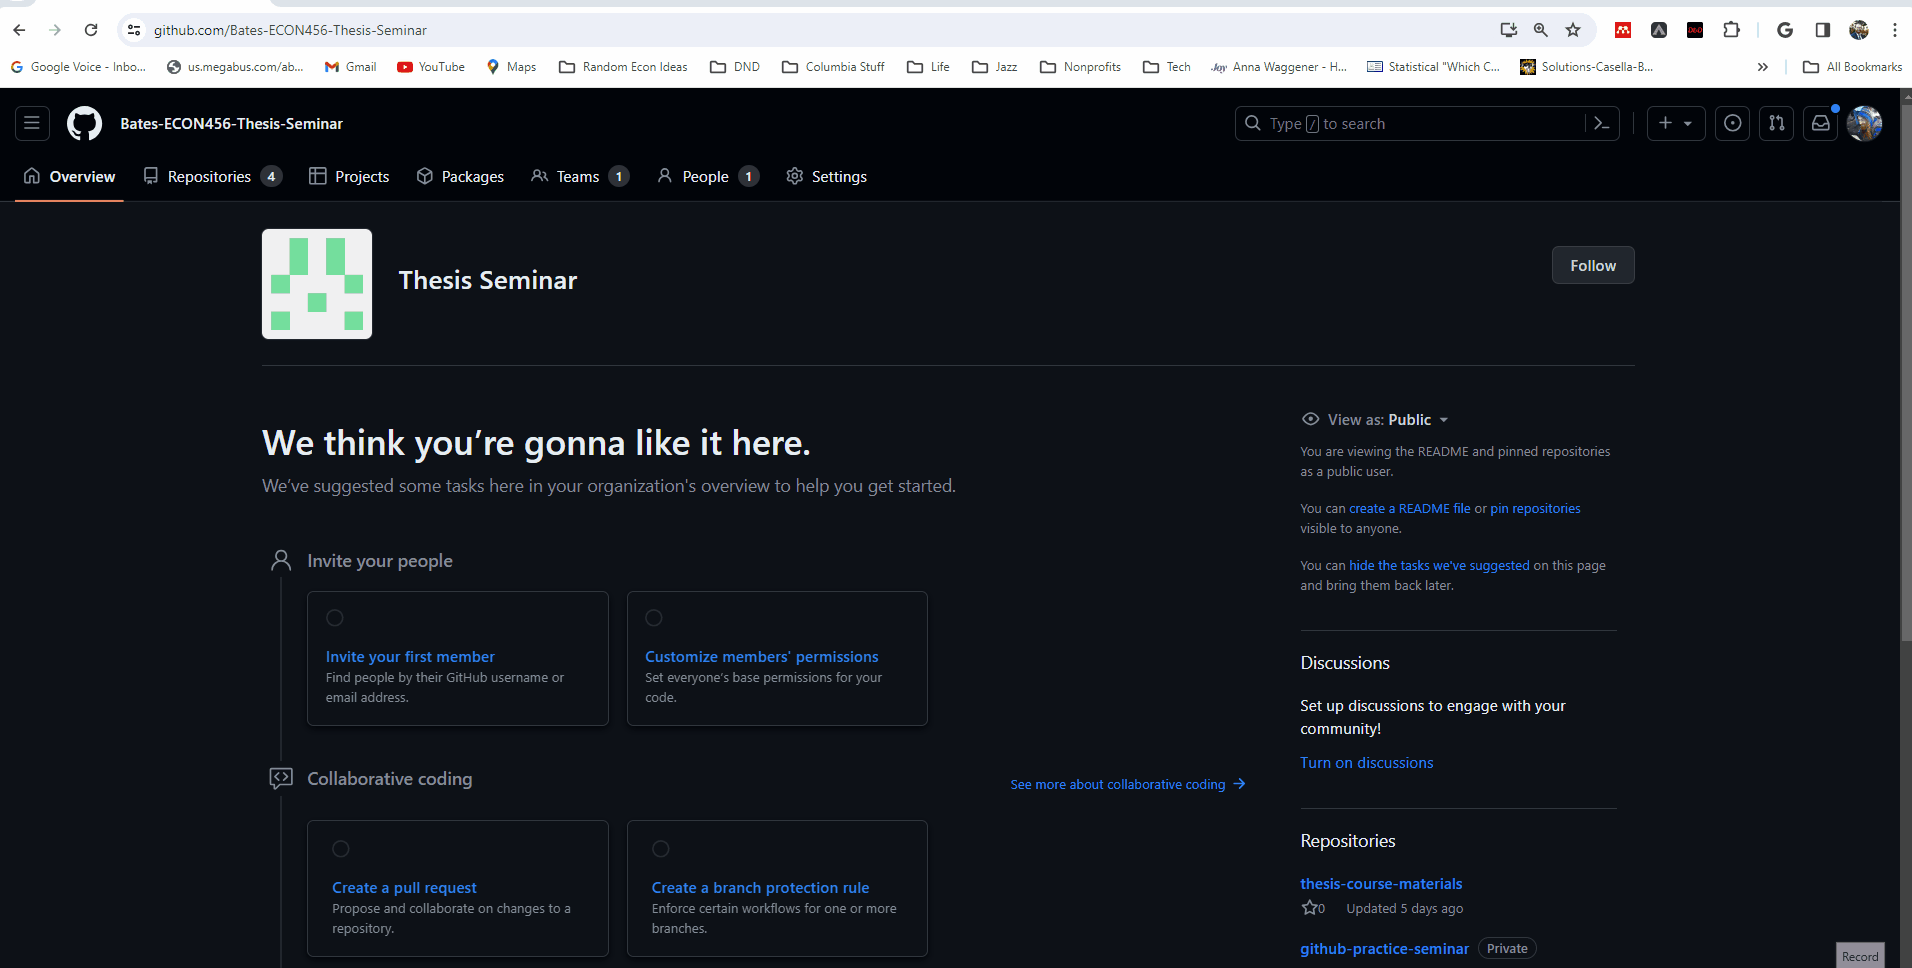 github.com/Bates-ECON456-Thesis-Seminar
Google Voice - Inbo... us.megabus.com/ab... Gmail YouTube Maps Random Econ Ideas DND Columbia Stuff Life Jazz Nonprofits Tech Joy Anna Waggener - H... Statistical "Which C... Solutions-Casella-B... » All Bookmarks
Bates-ECON456-Thesis-Seminar
Type / to search
Overview Repositories 4 Projects Packages Teams 1 People 1 Settings
Thesis Seminar
Follow
We think you’re gonna like it here.
We’ve suggested some tasks here in your organization's overview to help you get started.
Invite your people
Invite your first member
Find people by their GitHub username or
email address.
Customize members' permissions
Set everyone's base permissions for your
code.
Collaborative coding
See more about collaborative coding →
Create a pull request
Propose and collaborate on changes to a
repository.
Create a branch protection rule
Enforce certain workflows for one or more
branches.
View as: Public
You are viewing the README and pinned repositories
as a public user.
You can create a README file or pin repositories
visible to anyone.
You can hide the tasks we've suggested on this page
and bring them back later.
Discussions
Set up discussions to engage with your
community!
Turn on discussions
Repositories
thesis-course-materials
0 Updated 5 days ago
github-practice-seminar Private
Record